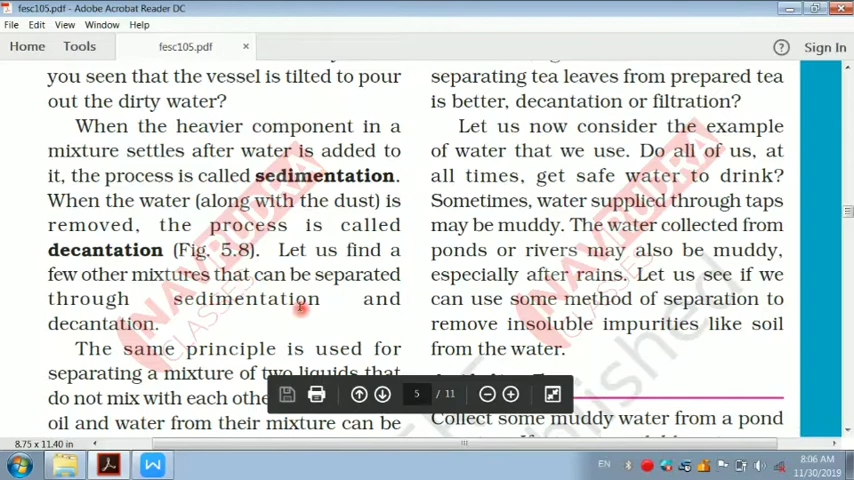 fesc105.pdf - Adobe Acrobat Reader DC
File Edit View Window Help
Home Tools fesc105.pdf × Sign In
you seen that the vessel is tilted to pour
out the dirty water?
When the heavier component in a
mixture settles after water is added to
it, the process is called sedimentation.
When the water (along with the dust) is
removed, the process is called
decantation (Fig. 5.8). Let us find a
few other mixtures that can be separated
through sedimentation and
decantation.
The same principle is used for
separating a mixture of two liquids that
do not mix with each othe
oil and water from their mixture can be
separating tea leaves from prepared tea
is better, decantation or filtration?
Let us now consider the example
of water that we use. Do all of us, at
all times, get safe water to drink?
Sometimes, water supplied through taps
may be muddy. The water collected from
ponds or rivers may also be muddy,
especially after rains. Let us see if we
can use some method of separation to
remove insoluble impurities like soil
from the water.
Collect some muddy water from a pond
NAVRUDRA
CLASSES
NAVRUDRA
CLASSES
5 / 11
8.75 x 11.40 in
EN
8:06 AM
11/30/2019